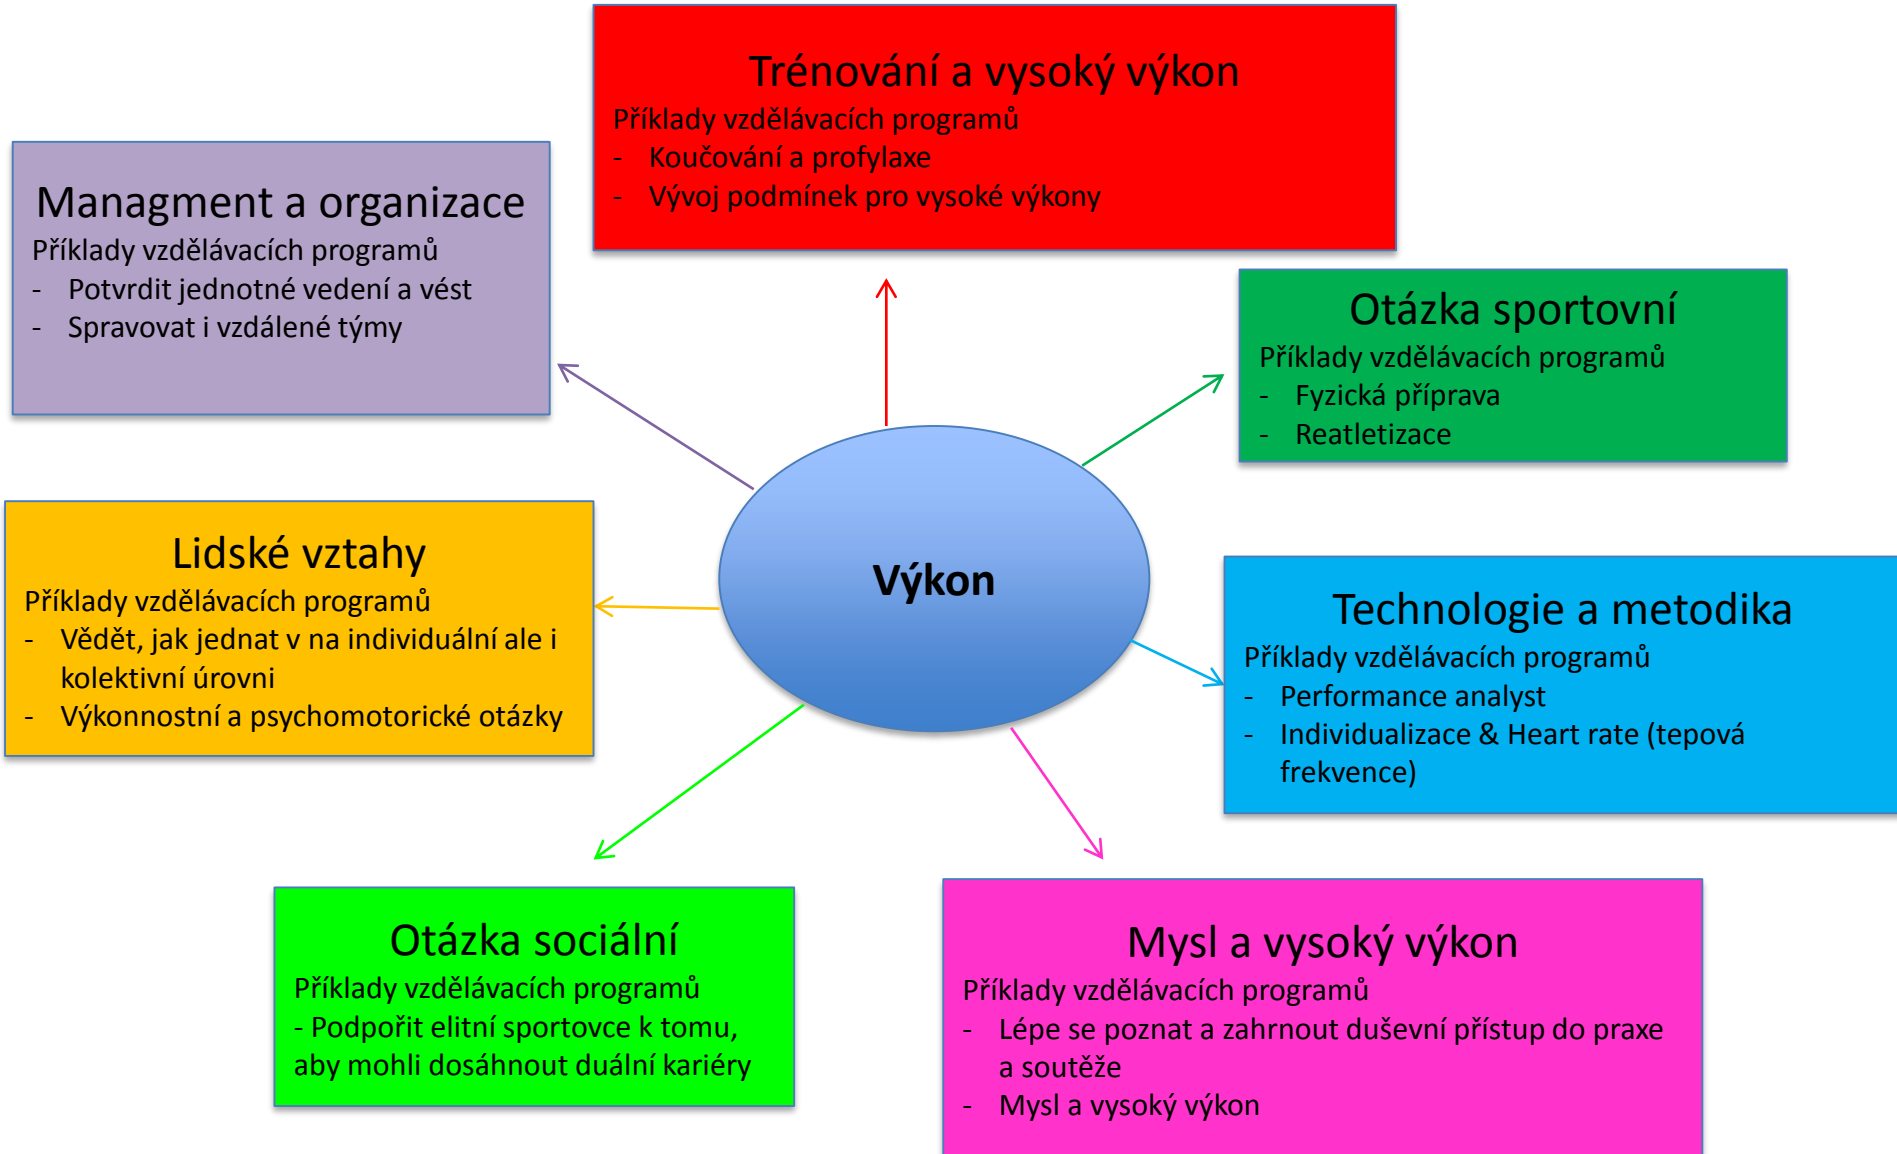 Trénování a vysoký výkon
Příklady vzdělávacích programů
- Koučování a profylaxe
- Vývoj podmínek pro vysoké výkony
Managment a organizace
Příklady vzdělávacích programů
- Potvrdit jednotné vedení a vést
- Spravovat i vzdálené týmy
Otázka sportovní
Příklady vzdělávacích programů
- Fyzická příprava
- Reatletizace
Lidské vztahy
Příklady vzdělávacích programů
- Vědět, jak jednat v na individuální ale i
kolektivní úrovni
- Výkonnostní a psychomotorické otázky
Výkon
Technologie a metodika
Příklady vzdělávacích programů
- Performance analyst
- Individualizace & Heart rate (tepová
frekvence)
Otázka sociální
Příklady vzdělávacích programů
- Podpořit elitní sportovce k tomu,
aby mohli dosáhnout duální kariéry
Mysl a vysoký výkon
Příklady vzdělávacích programů
- Lépe se poznat a zahrnout duševní přístup do praxe
a soutěže
- Mysl a vysoký výkon